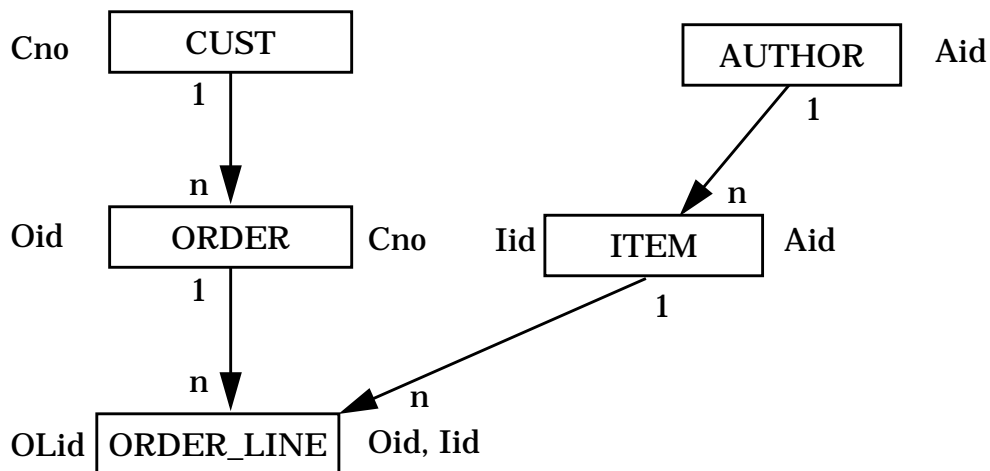 Cno CUST AUTHOR Aid
1 1
n n
Oid ORDER Cno Iid ITEM Aid
1 1
n n
OLid ORDER_LINE Oid, Iid